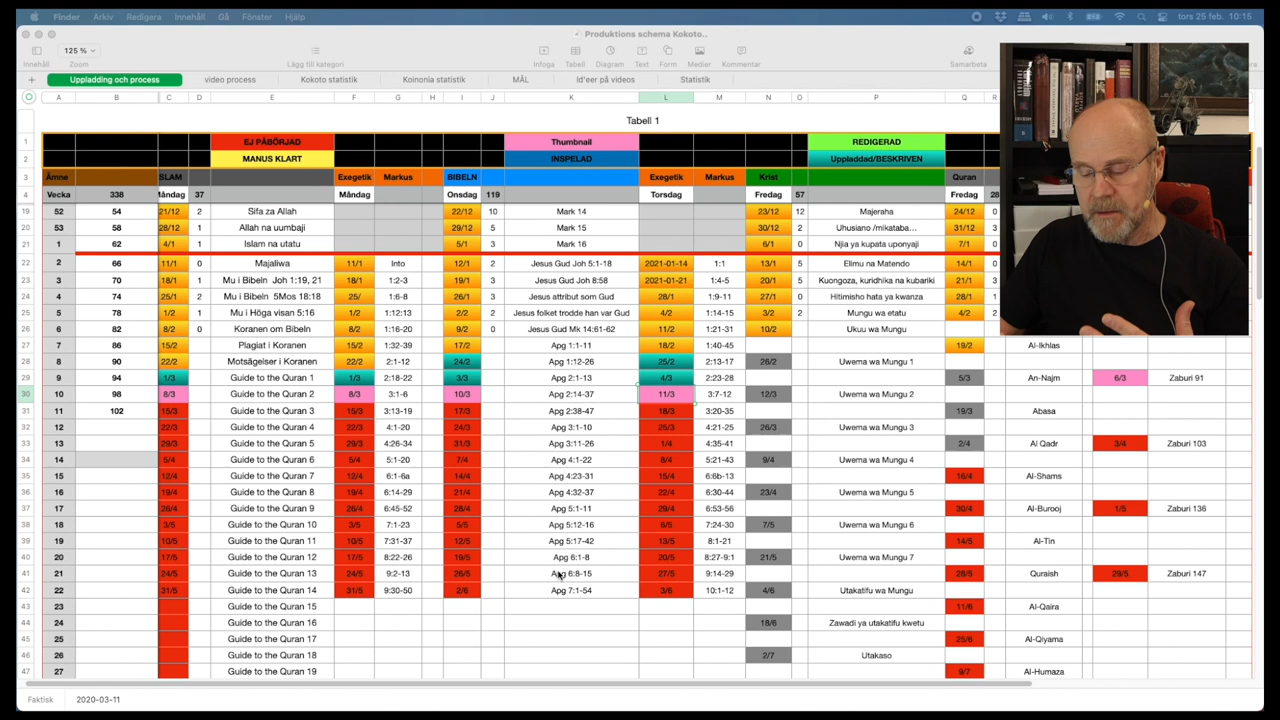 Finder Arkiv Redigera Innehåll Gå Fönster Hjälp tors 25 feb. 10:15
Produktions schema Kokoto..
125 %
Innehåll Zoom Lägg till kategori Infoga Tabell Diagram Text Form Medier Kommentar Samarbeta
Uppladding och process video process Kokoto statistik Koinonia statistik MÅL Id'eer på videos Statistik
A B C D E F G H I J K L M N O P Q R
Tabell 1
1 EJ PÅBÖRJAD Thumbnail REDIGERAD
2 MANUS KLART INSPELAD Uppladdad/BESKRIVEN
3 Ämne SLAM Exegetik Markus BIBELN Exegetik Markus Krist Quran
4 Vecka 338 Måndag 37 Måndag Onsdag 119 Torsdag Fredag 57 Fredag 28
19 52 54 21/12 2 Sifa za Allah 22/12 10 Mark 14 23/12 12 Majeraha 24/12 0
20 53 58 28/12 1 Allah na uumbaji 29/12 5 Mark 15 30/12 2 Uhusiano /mikataba… 31/12 3
21 1 62 4/1 1 Islam na utatu 5/1 3 Mark 16 6/1 0 Njia ya kupata uponyaji 7/1 0
22 2 66 11/1 0 Majaliwa 11/1 Into 12/1 2 Jesus Gud Joh 5:1-18 2021-01-14 1:1 13/1 5 Elimu na Matendo 14/1 0
23 3 70 18/1 1 Mu i Bibeln Joh 1:19, 21 18/1 1:2-3 19/1 3 Jesus Gud Joh 8:58 2021-01-21 1:4-8 20/1 5 Kuongoza, kuridhika na kubariki 21/1 3
24 4 74 25/1 2 Mu i Bibeln 5Mos 18:18 25/1 1:6-8 26/1 3 Jesus attribut som Gud 28/1 1:9-11 27/1 0 Hitimisho hata ya kwanza 28/1 1
25 5 78 1/2 1 Mu i Höga visan 5:16 1/2 1:12:13 2/2 2 Jesus folket trodde han var Gud 4/2 1:14-15 3/2 2 Mungu wa etatu 4/2 2
26 6 82 8/2 0 Koranen om Bibeln 8/2 1:16-20 9/2 0 Jesus Gud Mk 14:61-62 11/2 1:21-31 10/2 Ukuu wa Mungu
27 7 86 15/2 Plagiat i Koranen 15/2 1:32-39 17/2 Apg 1:1-11 18/2 1:40-45 19/2 Al-Ikhlas
28 8 90 22/2 Motsägelser i Koranen 22/2 2:1-12 24/2 Apg 1:12-26 25/2 2:13-17 26/2 Uwema wa Mungu 1
29 9 94 1/3 Guide to the Quran 1 1/3 2:18-22 3/3 Apg 2:1-13 4/3 2:23-28 5/3 An-Najm 6/3 Zaburi 91
30 10 98 8/3 Guide to the Quran 2 8/3 3:1-6 10/3 Apg 2:14-37 11/3 3:7-12 12/3 Uwema wa Mungu 2
31 11 102 15/3 Guide to the Quran 3 15/3 3:13-19 17/3 Apg 2:38-47 18/3 3:20-35 19/3 Abasa
32 12 22/3 Guide to the Quran 4 22/3 4:1-20 24/3 Apg 3:1-10 25/3 4:21-25 26/3 Uwema wa Mungu 3
33 13 29/3 Guide to the Quran 5 29/3 4:26-34 31/3 Apg 3:11-26 1/4 4:35-41 2/4 Al Qadr 3/4 Zaburi 103
34 14 5/4 Guide to the Quran 6 5/4 5:1-20 7/4 Apg 4:1-22 8/4 5:21-43 9/4 Uwema wa Mungu 4
35 15 12/4 Guide to the Quran 7 12/4 6:1-6a 14/4 Apg 4:23-31 15/4 6:6b-13 16/4 Al-Shams
36 16 19/4 Guide to the Quran 8 19/4 6:14-29 21/4 Apg 4:32-37 22/4 6:30-44 23/4 Uwema wa Mungu 5
37 17 26/4 Guide to the Quran 9 26/4 6:45-52 28/4 Apg 5:1-11 29/4 6:53-56 30/4 Al-Burooj 1/5 Zaburi 136
38 18 3/5 Guide to the Quran 10 3/5 7:1-23 5/5 Apg 5:12-16 6/5 7:24-30 7/5 Uwema wa Mungu 6
39 19 10/5 Guide to the Quran 11 10/5 7:31-37 12/5 Apg 5:17-42 13/5 8:1-21 14/5 Al-Tin
40 20 17/5 Guide to the Quran 12 17/5 8:22-26 19/5 Apg 6:1-8 20/5 8:27-9:1 21/5 Uwema wa Mungu 7
41 21 24/5 Guide to the Quran 13 24/5 9:2-13 26/5 Apg 6:8-15 27/5 9:14-29 28/5 Quraish 29/5 Zaburi 147
42 22 31/5 Guide to the Quran 14 31/5 9:30-50 2/6 Apg 7:1-54 3/6 10:1-12 4/6 Utakatifu wa Mungu
43 23 Guide to the Quran 15 11/6 Al-Qaira
44 24 Guide to the Quran 16 18/6 Zawadi ya utakatifu kwetu
45 25 Guide to the Quran 17 25/6 Al-Qiyama
46 26 Guide to the Quran 18 2/7 Utakaso
47 27 Guide to the Quran 19 9/7 Al-Humaza
Faktisk 2020-03-11